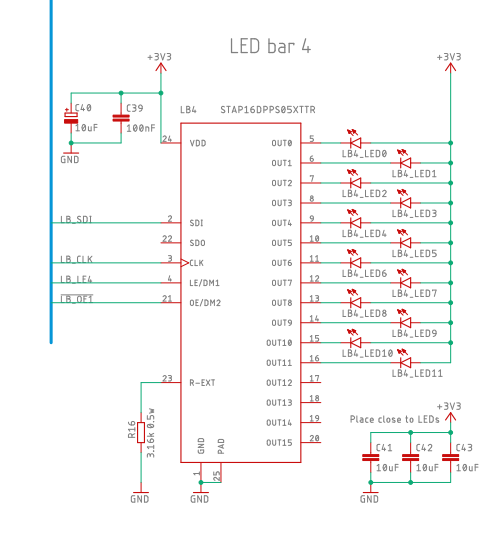 LED bar 4
+3V3
+3V3
C40
10uF
C39
100nF
GND
LB4
STAP16DPPS05XTTR
24
VDD
OUT0
5
LB4_LED0
OUT1
6
LB4_LED1
OUT2
7
LB4_LED2
OUT3
8
LB4_LED3
LB_SDI
2
SDI
OUT4
9
LB4_LED4
22
SDO
OUT5
10
LB4_LED5
LB_CLK
3
CLK
OUT6
11
LB4_LED6
LB_LE4
4
LE/DM1
OUT7
12
LB4_LED7
LB_OE1
21
OE/DM2
OUT8
13
LB4_LED8
OUT9
14
LB4_LED9
OUT10
15
LB4_LED10
OUT11
16
LB4_LED11
23
R-EXT
OUT12
17
OUT13
18
OUT14
19
OUT15
20
R16
3.16k 0.5w
GND
GND
PAD
1
25
GND
+3V3
Place close to LEDs
C41
10uF
C42
10uF
C43
10uF
GND